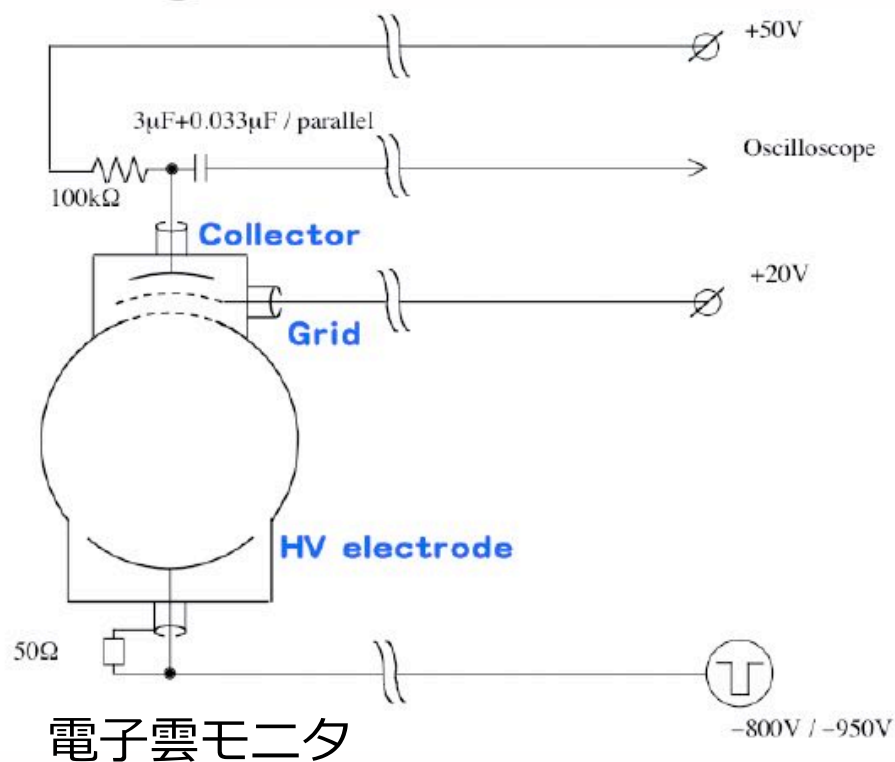 +50V
3μF+0.033μF / parallel
Oscilloscope
100kΩ
Collector
+20V
Grid
HV electrode
50Ω
−800V / −950V
電子雲モニタ